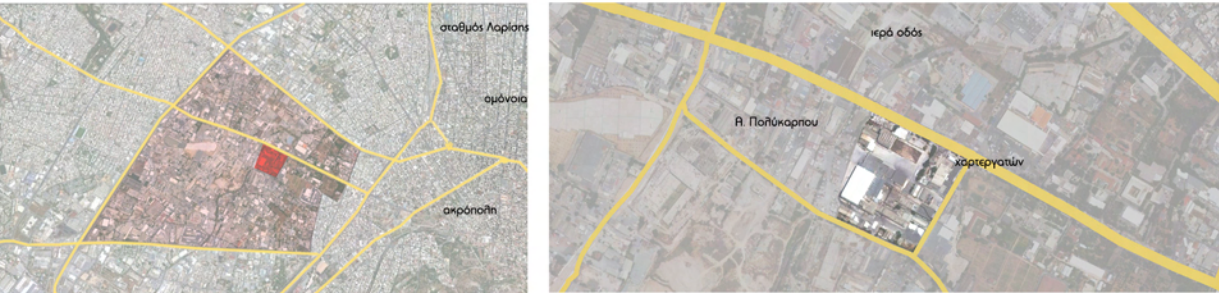 σταθμός Λαρίσης
ομόνοια
ακρόπολη
ιερά οδός
Α. Πολύκαρπου
χαρτεργατών